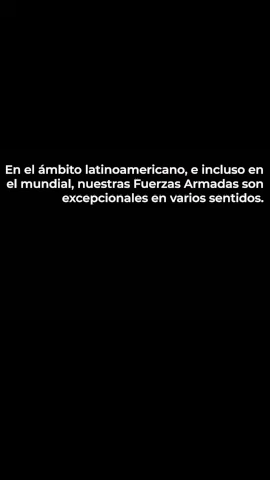 En el ámbito latinoamericano, e incluso en
el mundial, nuestras Fuerzas Armadas son
excepcionales en varios sentidos.